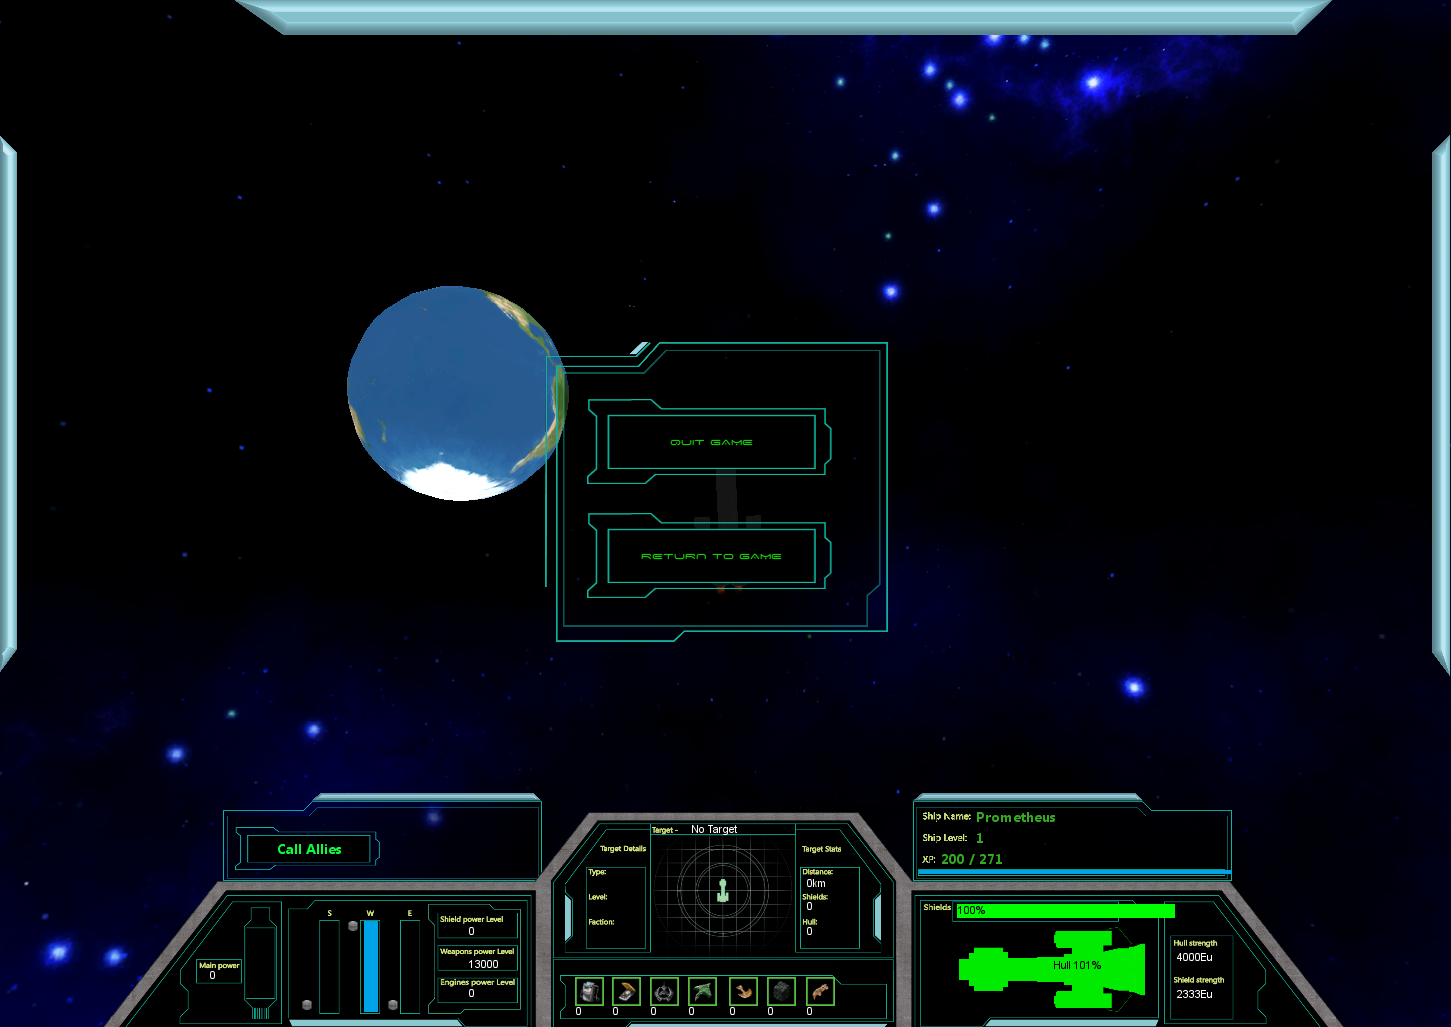 QUIT GAME
RETURN TO GAME
Call Allies
S W E
Shield power Level
0
Weapons power Level
13000
Engines power Level
0
Main power
0
Target - No Target
Target Details
Type:
Level:
Faction:
Target Stats
Distance:
0km
Shields:
0
Hull:
0
0 0 0 0 0 0 0
Ship Name: Prometheus
Ship Level: 1
XP: 200 / 271
Shields 100%
Hull 101%
Hull strength
4000Eu
Shield strength
2333Eu